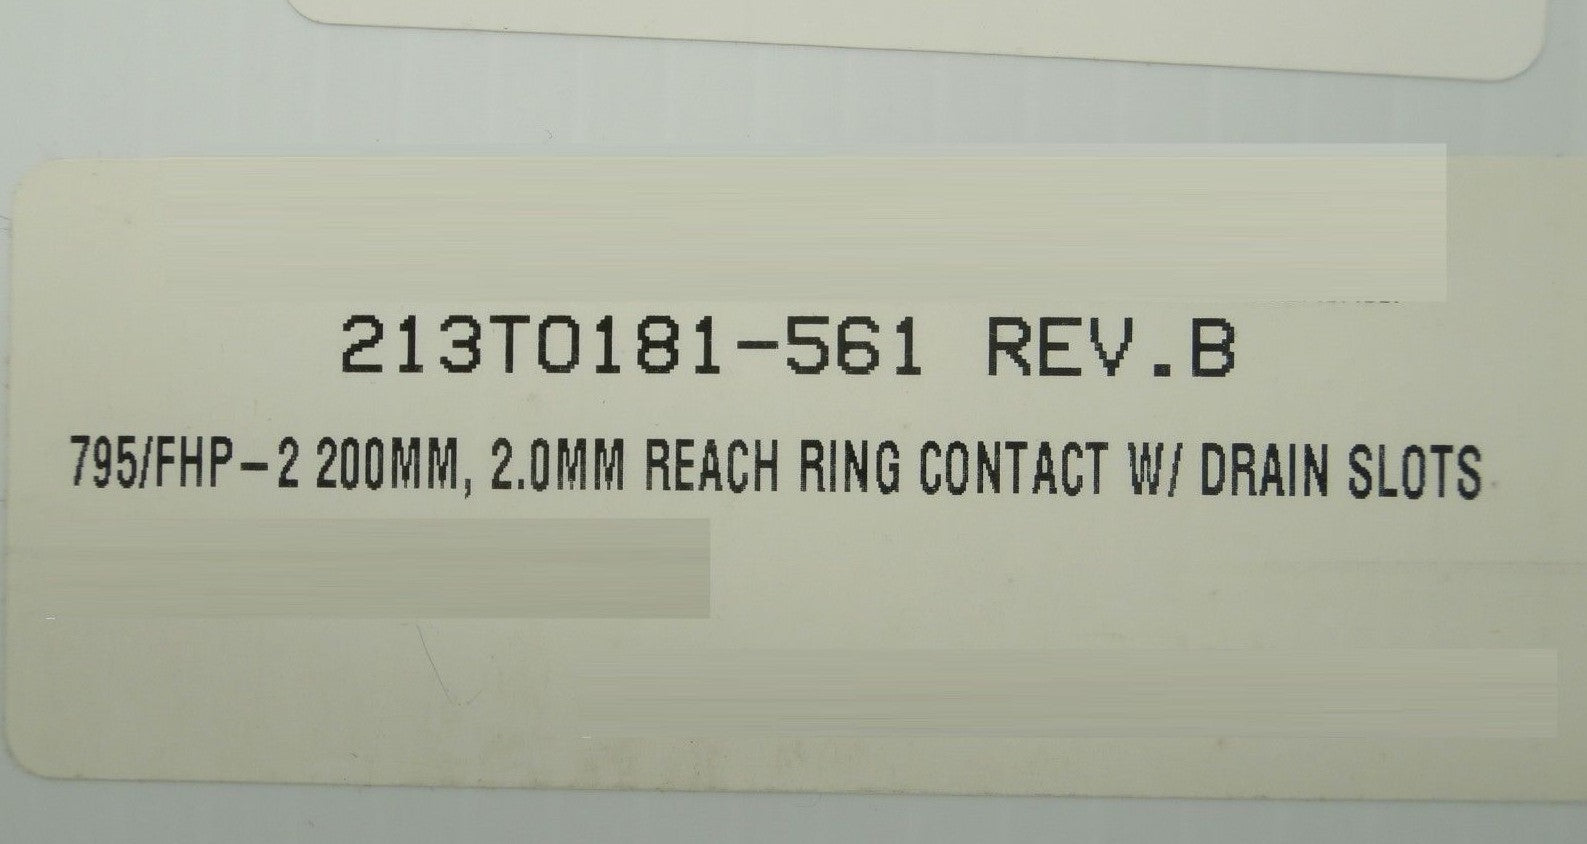 213T0181-561 REV.B
795/FHP-2 200MM, 2.0MM REACH RING CONTACT W/ DRAIN SLOTS